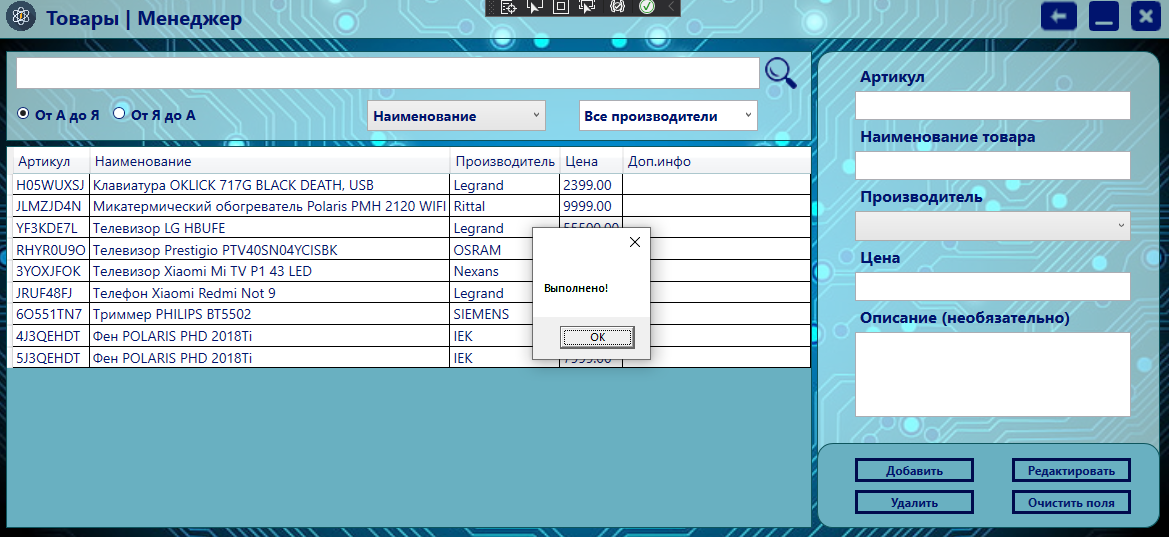 Товары | Менеджер
От А до Я От Я до А Наименование Все производители
Артикул Наименование Производитель Цена Доп.инфо
H05WUXSJ Клавиатура OKLICK 717G BLACK DEATH, USB Legrand 2399.00
JLMZJD4N Микатермический обогреватель Polaris PMH 2120 WIFI Rittal 9999.00
YF3KDE7L Телевизор LG HBUFE Legrand 55500.00
RHYR0U9O Телевизор Prestigio PTV40SN04YCISBK OSRAM
3YOXJFOK Телевизор Xiaomi Mi TV P1 43 LED Nexans
JRUF48FJ Телефон Xiaomi Redmi Not 9 Legrand
6O551TN7 Триммер PHILIPS BT5502 SIEMENS
4J3QEHDT Фен POLARIS PHD 2018Ti IEK
5J3QEHDT Фен POLARIS PHD 2018Ti IEK 7999.00
Выполнено!
OK
Артикул
Наименование товара
Производитель
Цена
Описание (необязательно)
Добавить Редактировать
Удалить Очистить поля